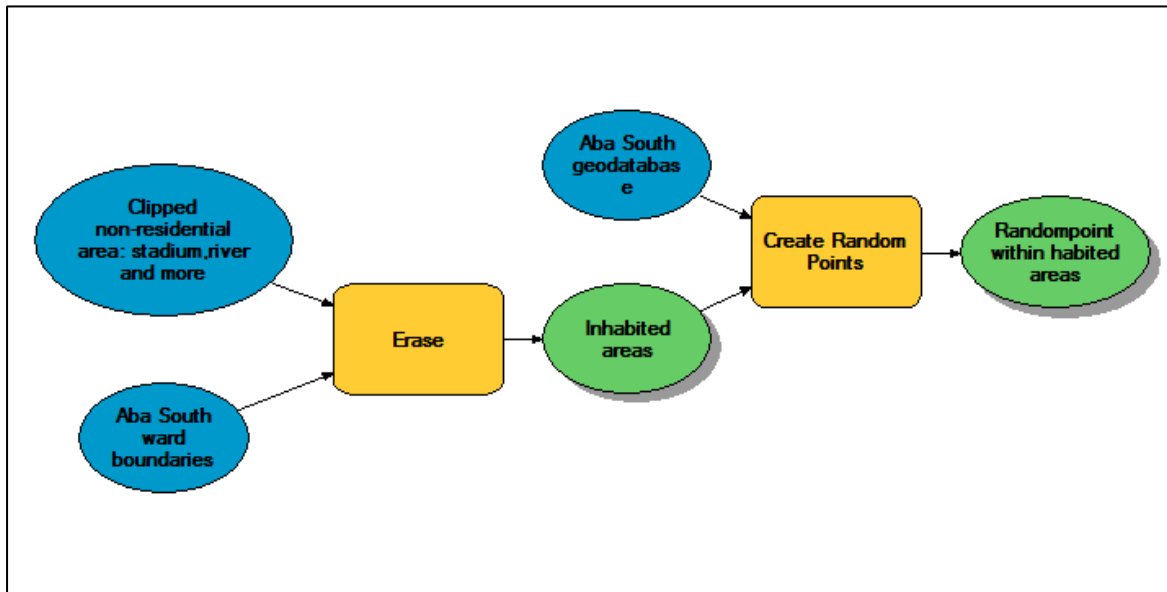 Clipped
non-residential
area: stadium,river
and more
Aba South
ward
boundaries
Erase
Inhabited
areas
Aba South
geodatabas
e
Create Random
Points
Randompoint
within habited
areas